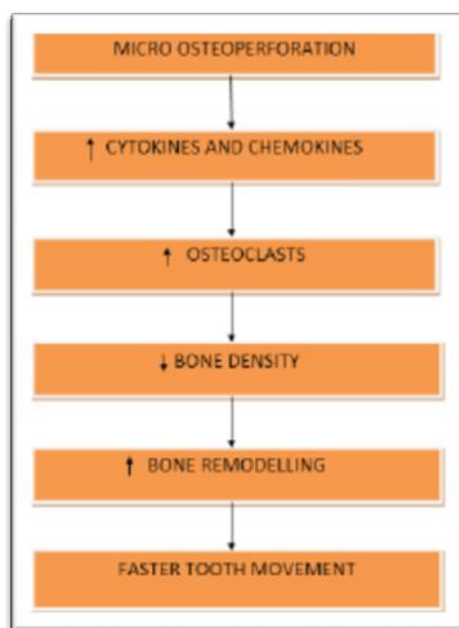 MICRO OSTEOPERFORATION
↑ CYTOKINES AND CHEMOKINES
↑ OSTEOCLASTS
↓ BONE DENSITY
↑ BONE REMODELLING
FASTER TOOTH MOVEMENT